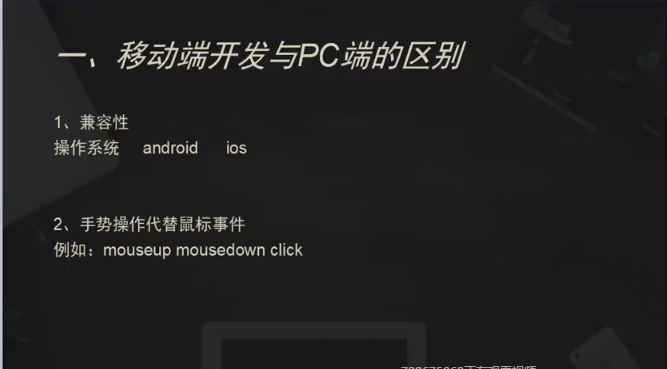 一、移动端开发与PC端的区别
1、兼容性
操作系统 android ios
2、手势操作代替鼠标事件
例如：mouseup mousedown click